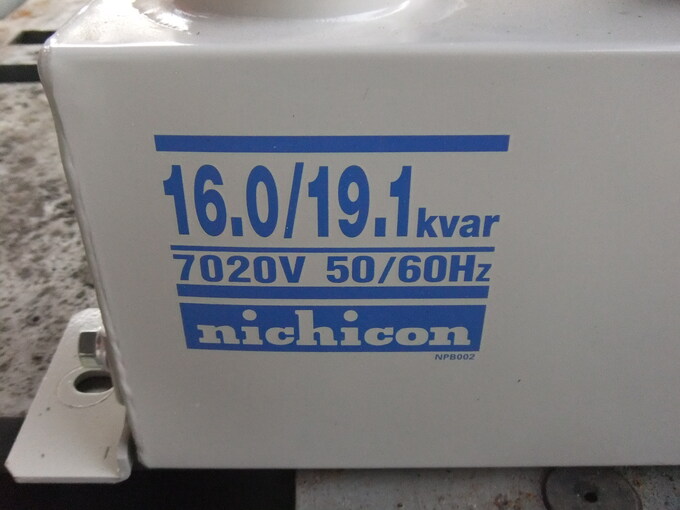 16.0/19.1kvar
7020V 50/60Hz
nichicon
NPB002